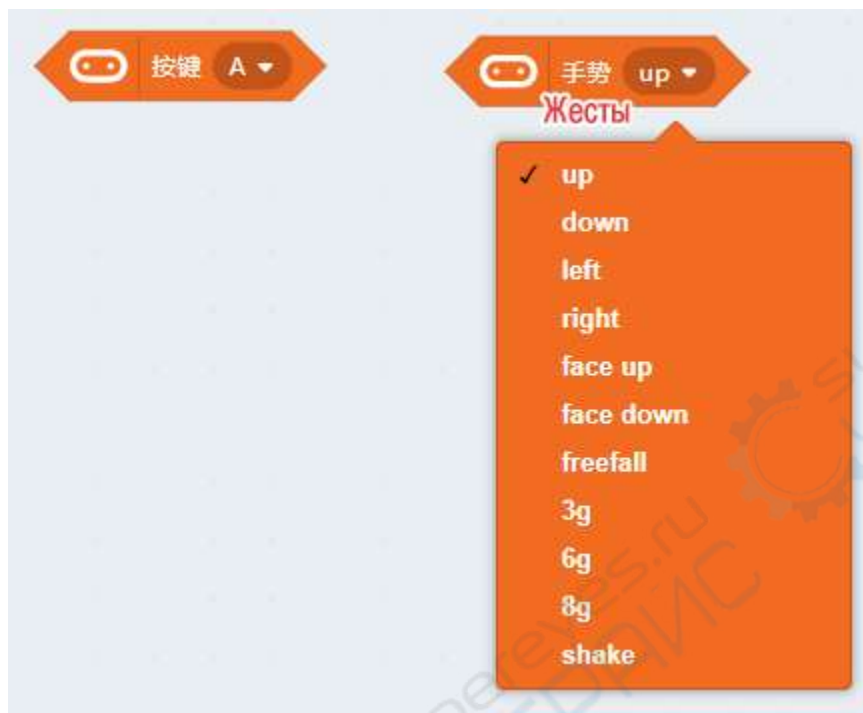 按键 A
手势 up
Жесты
up
down
left
right
face up
face down
freefall
3g
6g
8g
shake